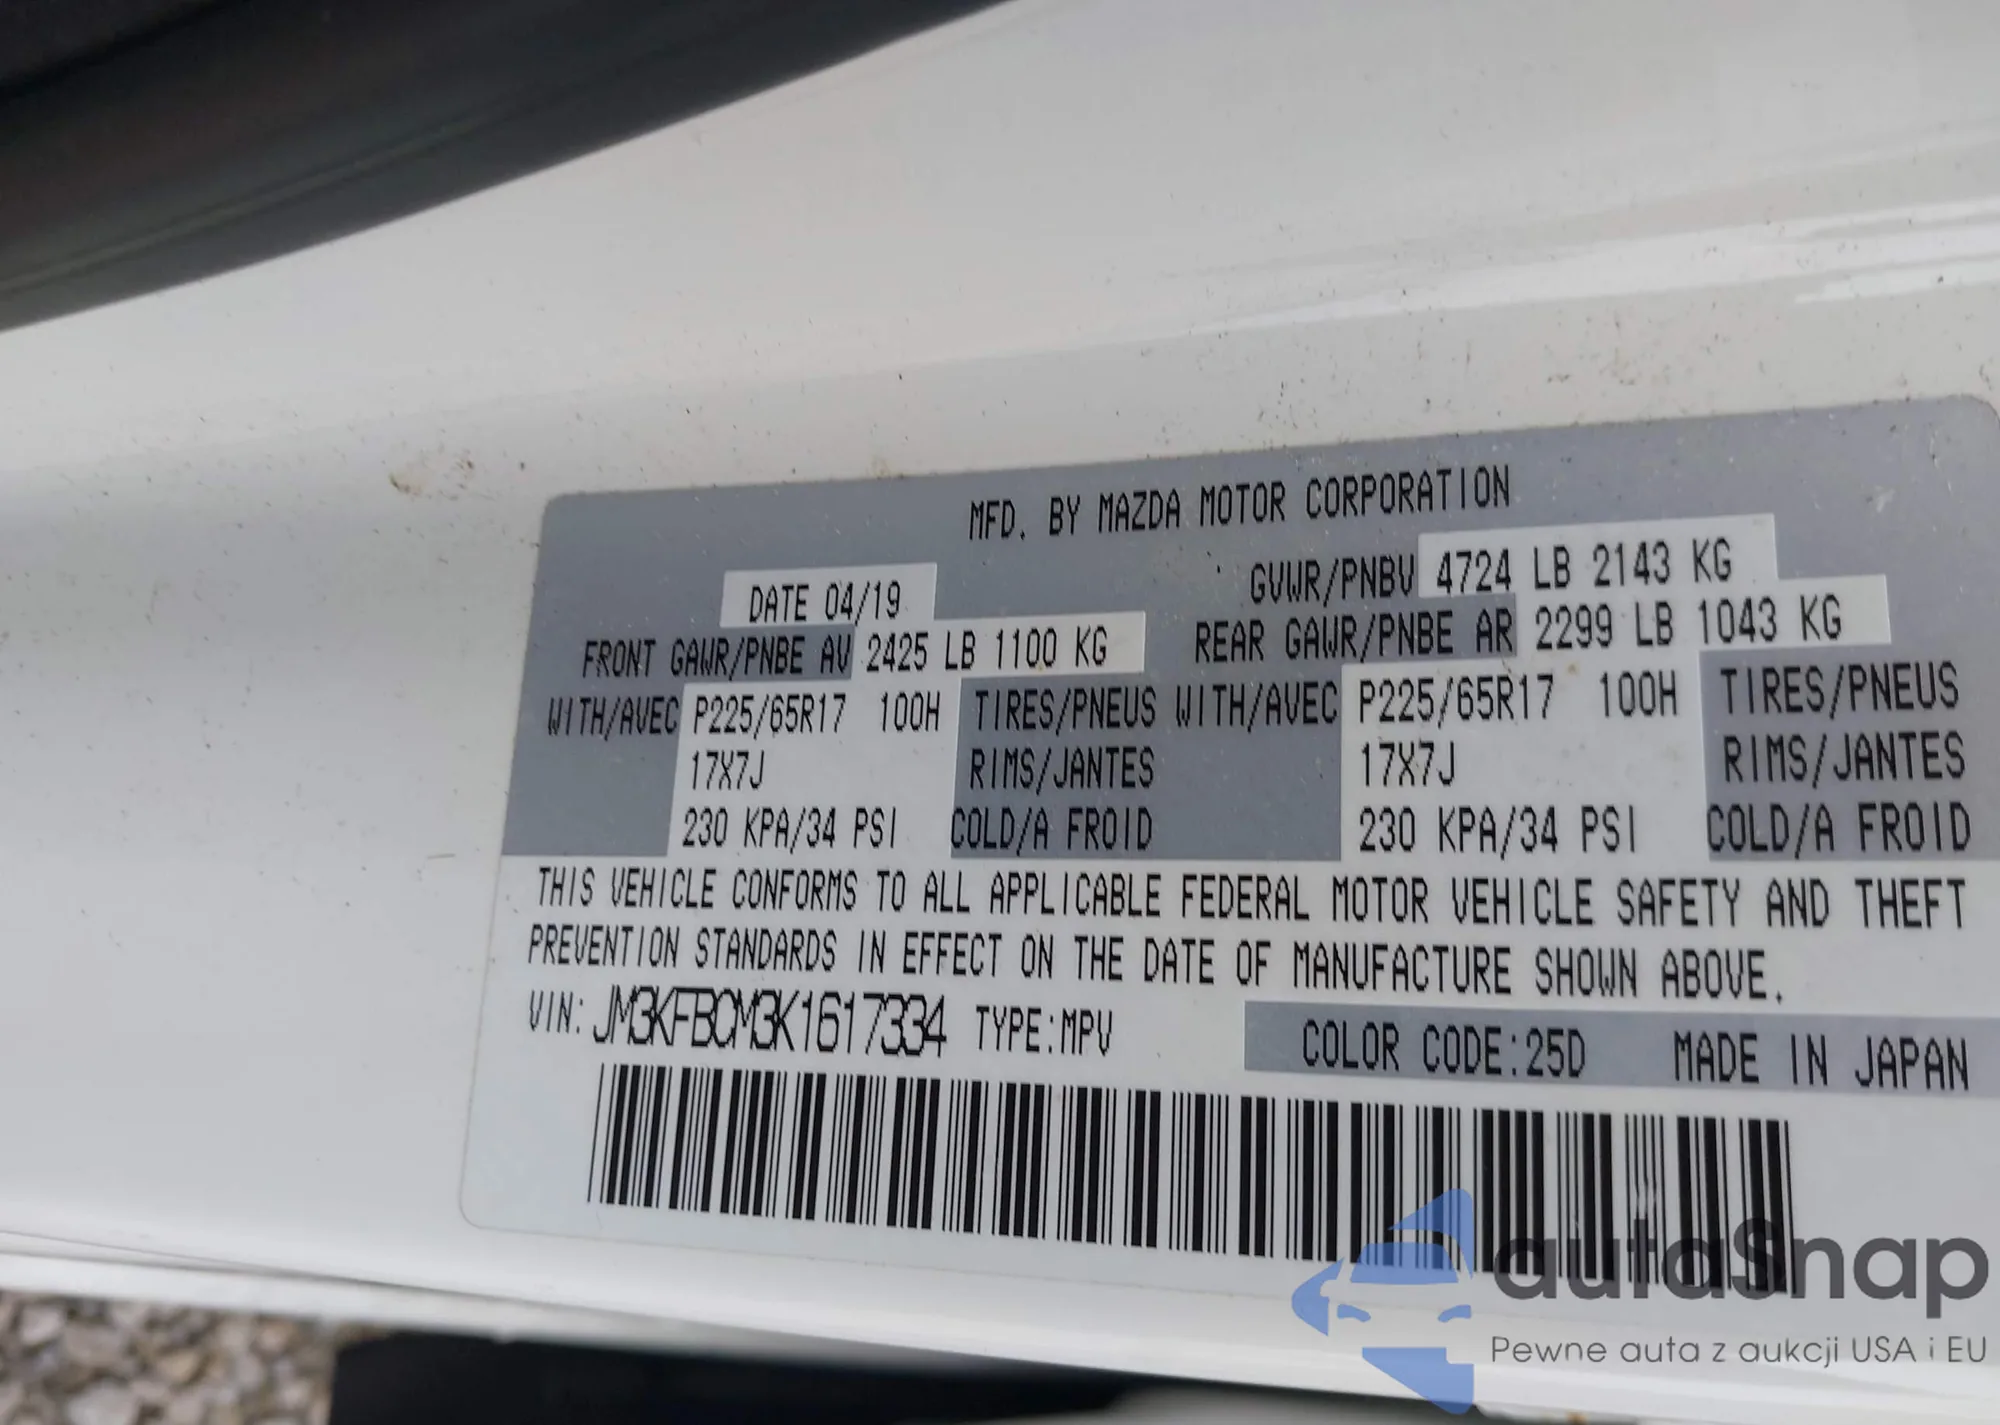 MFD. BY MAZDA MOTOR CORPORATION
DATE 04/19 GVWR/PNBV 4724 LB 2143 KG
FRONT GAWR/PNBE AV 2425 LB 1100 KG REAR GAWR/PNBE AR 2299 LB 1043 KG
WITH/AVEC P225/65R17 100H TIRES/PNEUS WITH/AVEC P225/65R17 100H TIRES/PNEUS
17X7J RIMS/JANTES 17X7J RIMS/JANTES
230 KPA/34 PSI COLD/A FROID 230 KPA/34 PSI COLD/A FROID
THIS VEHICLE CONFORMS TO ALL APPLICABLE FEDERAL MOTOR VEHICLE SAFETY AND THEFT
PREVENTION STANDARDS IN EFFECT ON THE DATE OF MANUFACTURE SHOWN ABOVE.
VIN: JM3KFBCM3K1617334 TYPE:MPV COLOR CODE:25D MADE IN JAPAN
autoSnap
Pewne auta z aukcji USA i EU